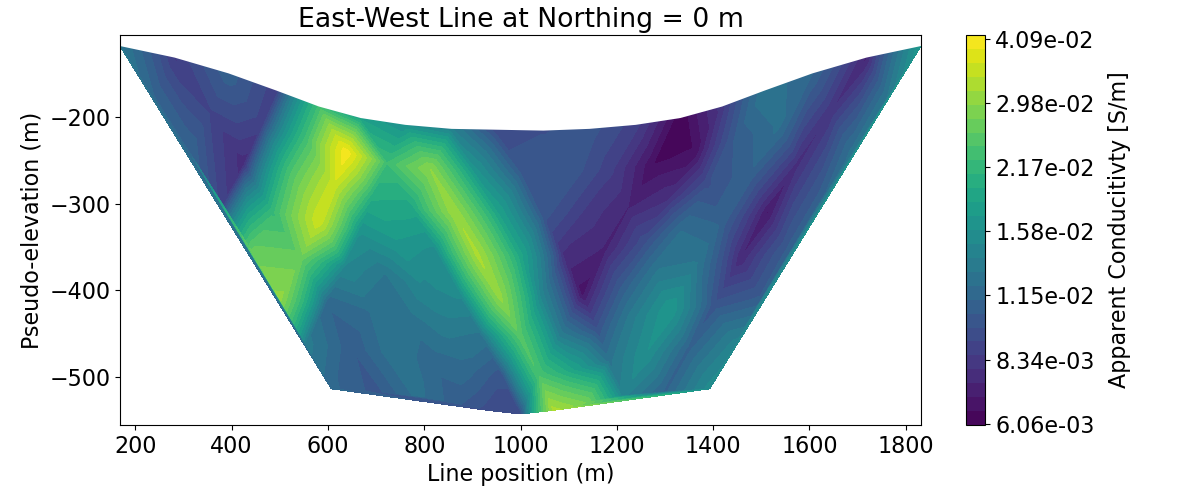 East-West Line at Northing = 0 m
Pseudo-elevation (m)
−200
−300
−400
−500
200 400 600 800 1000 1200 1400 1600 1800
Line position (m)
4.09e-02
2.98e-02
2.17e-02
1.58e-02
1.15e-02
8.34e-03
6.06e-03
Apparent Conducitivty [S/m]